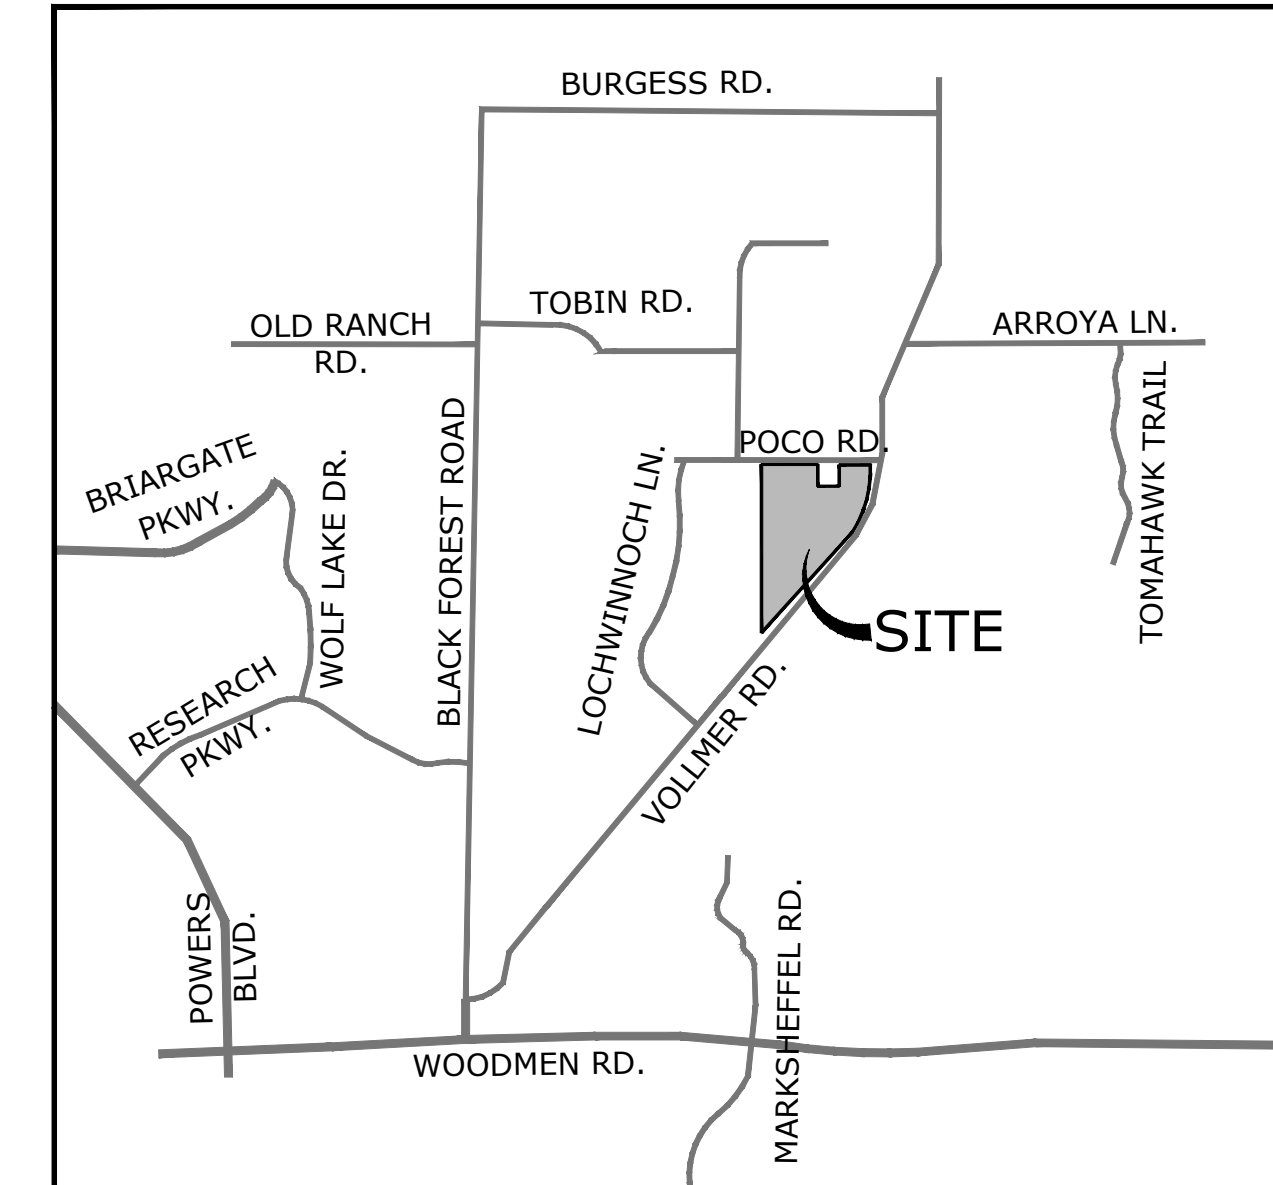 BURGESS RD.
TOBIN RD.
OLD RANCH
RD.
ARROYA LN.
TOMAHAWK TRAIL
POCO RD.
BLACK FOREST ROAD
BRIARGATE
PKWY.
WOLF LAKE DR.
LOCHWINNOCH LN.
SITE
RESEARCH
PKWY.
VOLLMER RD.
POWERS
BLVD.
MARKSHEFFEL RD.
WOODMEN RD.